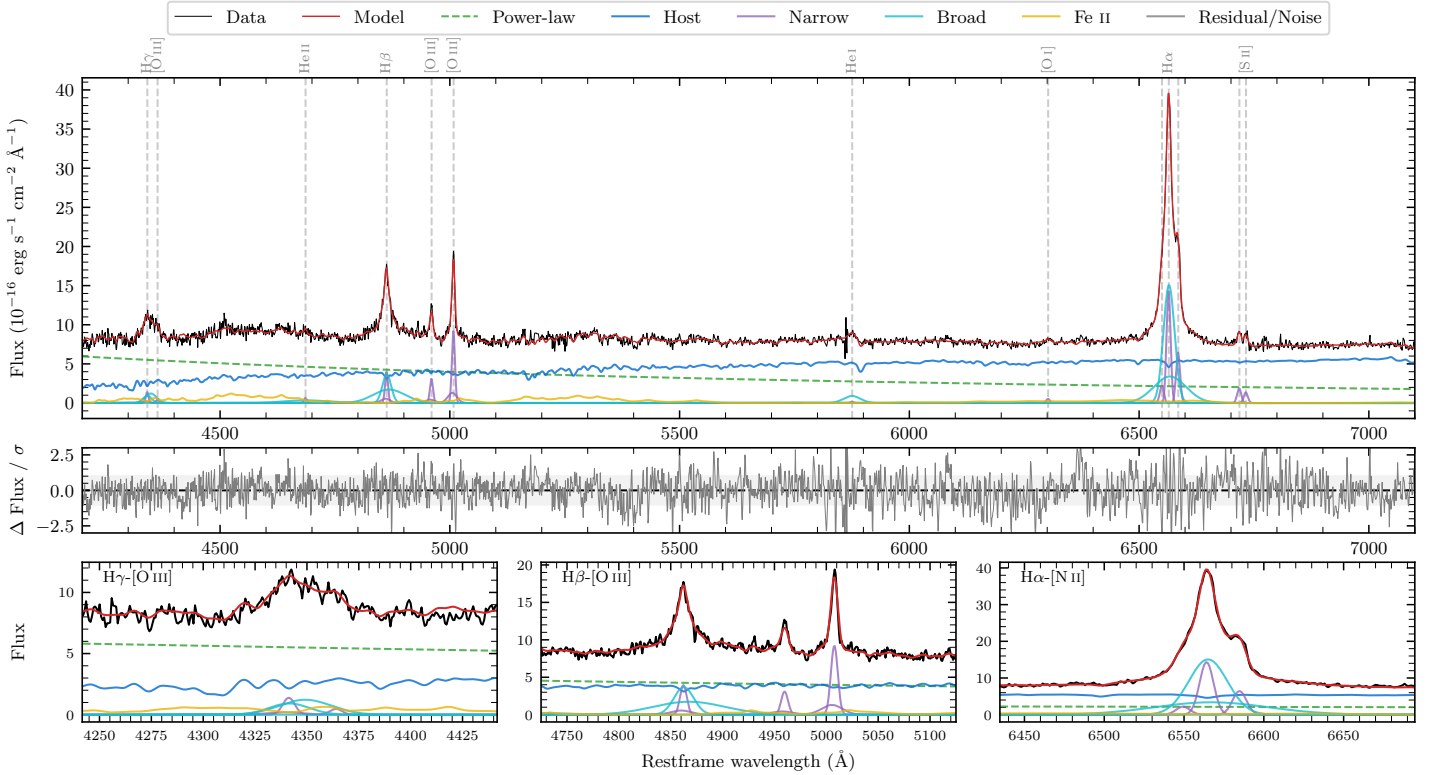 Data Model Power-law Host Narrow Broad Fe II Residual/Noise
Hγ [O III] He II Hβ [O III] [O III] He I [O I] Hα [S II]
Flux (10⁻¹⁶ erg s⁻¹ cm⁻² Å⁻¹)
40
35
30
25
20
15
10
5
0
4500 5000 5500 6000 6500 7000
Δ Flux / σ
2.5
0.0
−2.5
4500 5000 5500 6000 6500 7000
Flux
Hγ-[O III]
10
5
0
4250 4275 4300 4325 4350 4375 4400 4425
Hβ-[O III]
20
15
10
5
0
4750 4800 4850 4900 4950 5000 5050 5100
Hα-[N II]
40
30
20
10
0
6450 6500 6550 6600 6650
Restframe wavelength (Å)